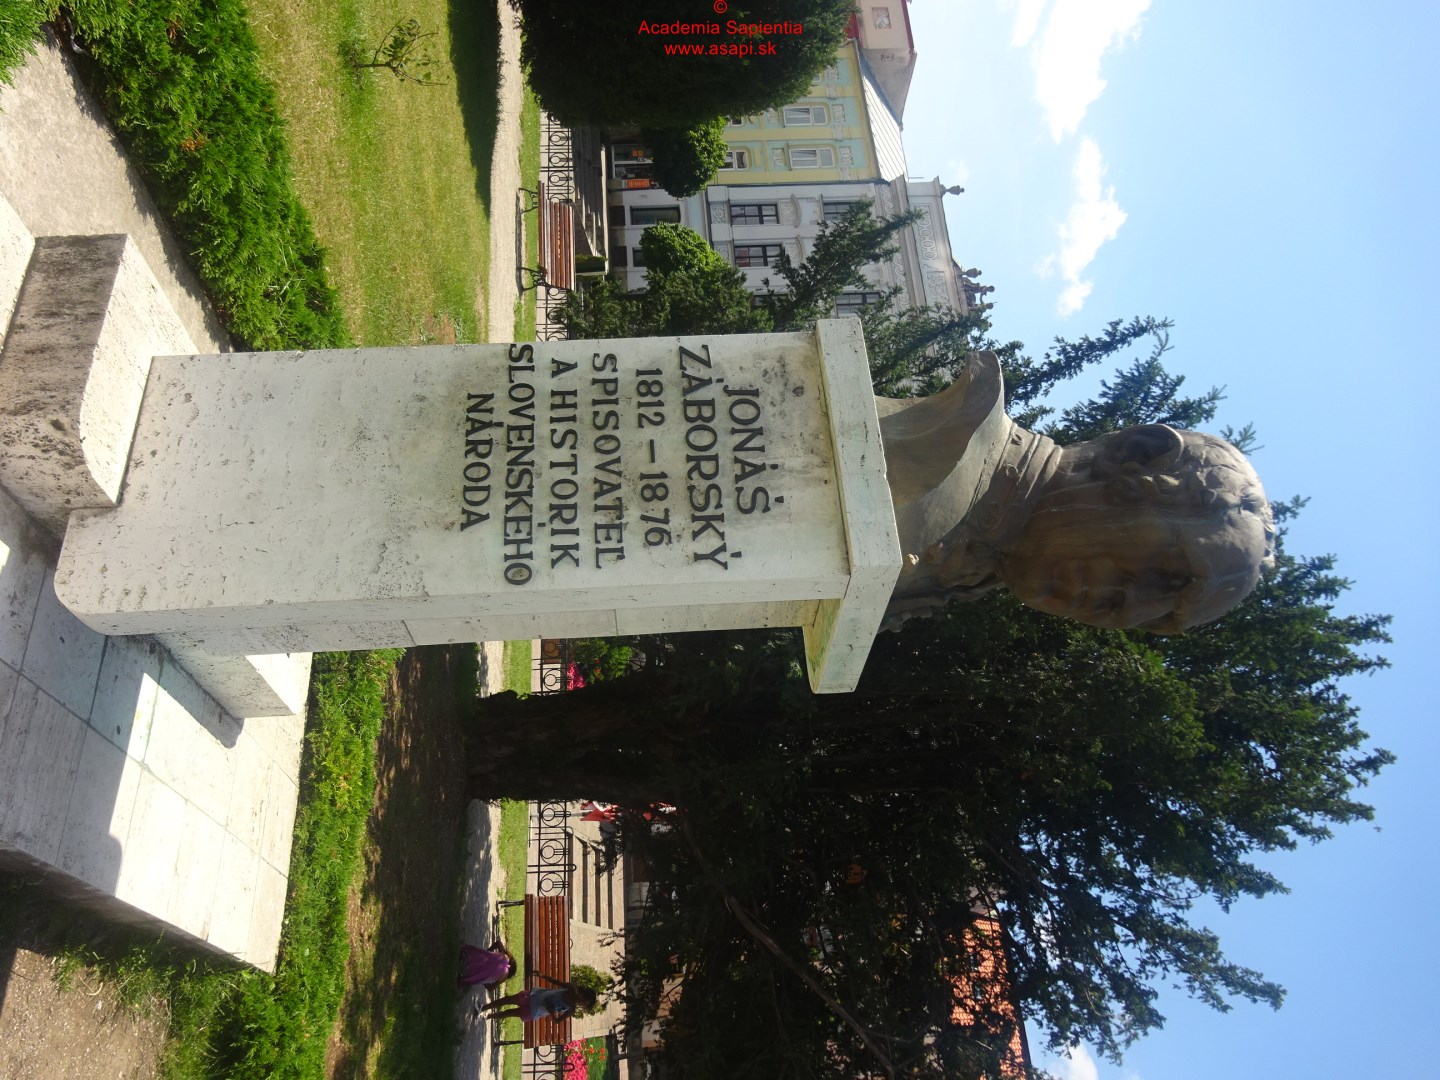 ©
Academia Sapientia
www.asapi.sk
JONÁŠ
ZÁBORSKÝ
1812 – 1876
SPISOVATEĽ
A HISTORIK
SLOVENSKÉHO
NÁRODA